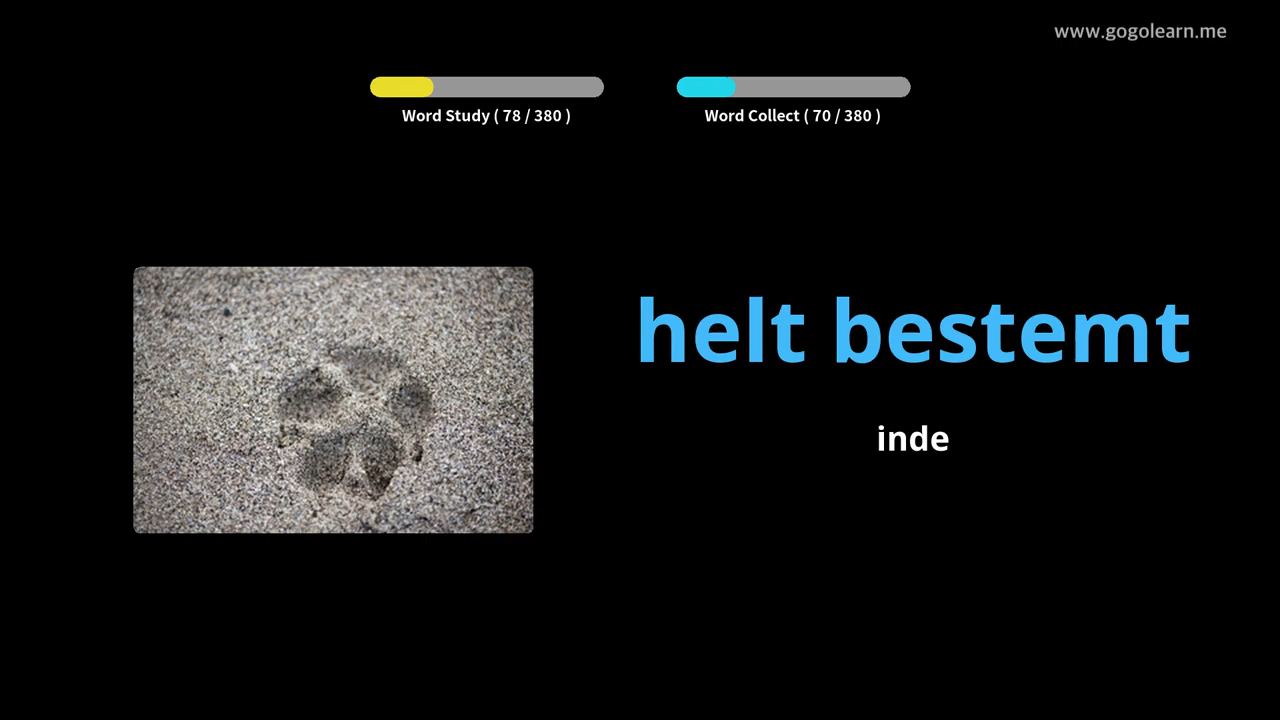 www.gogolearn.me
Word Study ( 78 / 380 )
Word Collect ( 70 / 380 )
helt bestemt
inde